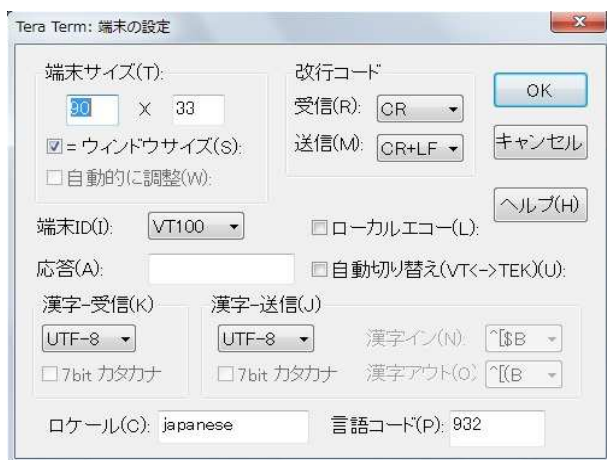 Tera Term: 端末の設定
端末サイズ(T):
90 X 33
= ウィンドウサイズ(S):
自動的に調整(W):
改行コード
受信(R): CR
送信(M): CR+LF
OK
キャンセル
ヘルプ(H)
端末ID(I): VT100
ローカルエコー(L):
応答(A):
自動切り替え(VT<->TEK)(U):
漢字-受信(K)
UTF-8
7bit カタカナ
漢字-送信(J)
UTF-8
漢字イン(N): ^[$B
7bit カタカナ
漢字アウト(O) ^[(B
ロケール(C): japanese
言語コード(P): 932